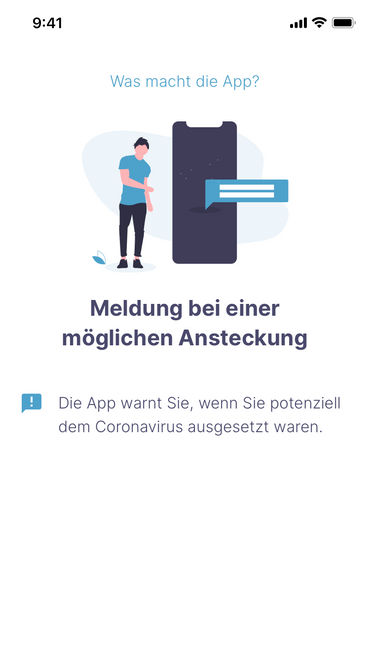 9:41
Was macht die App?
Meldung bei einer
möglichen Ansteckung
Die App warnt Sie, wenn Sie potenziell
dem Coronavirus ausgesetzt waren.